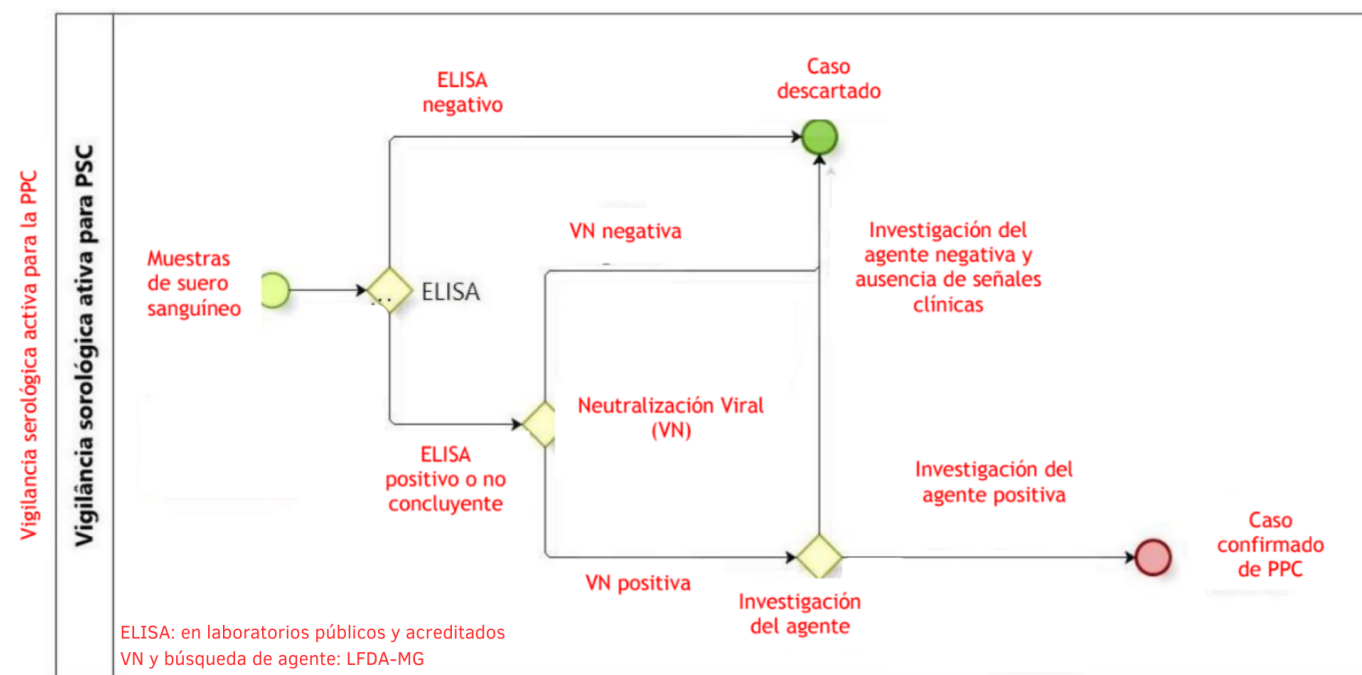 Vigilancia serológica activa para la PPC
Vigilância sorológica ativa para PSC
ELISA
negativo
Caso
descartado
VN negativa
Investigación del
agente negativa y
ausencia de señales
clínicas
Muestras
de suero
sanguíneo
...
ELISA
Neutralización Viral
(VN)
ELISA
positivo o no
concluyente
Investigación del
agente positiva
Caso
confirmado
de PPC
VN positiva
Investigación
del agente
ELISA: en laboratorios públicos y acreditados
VN y búsqueda de agente: LFDA-MG